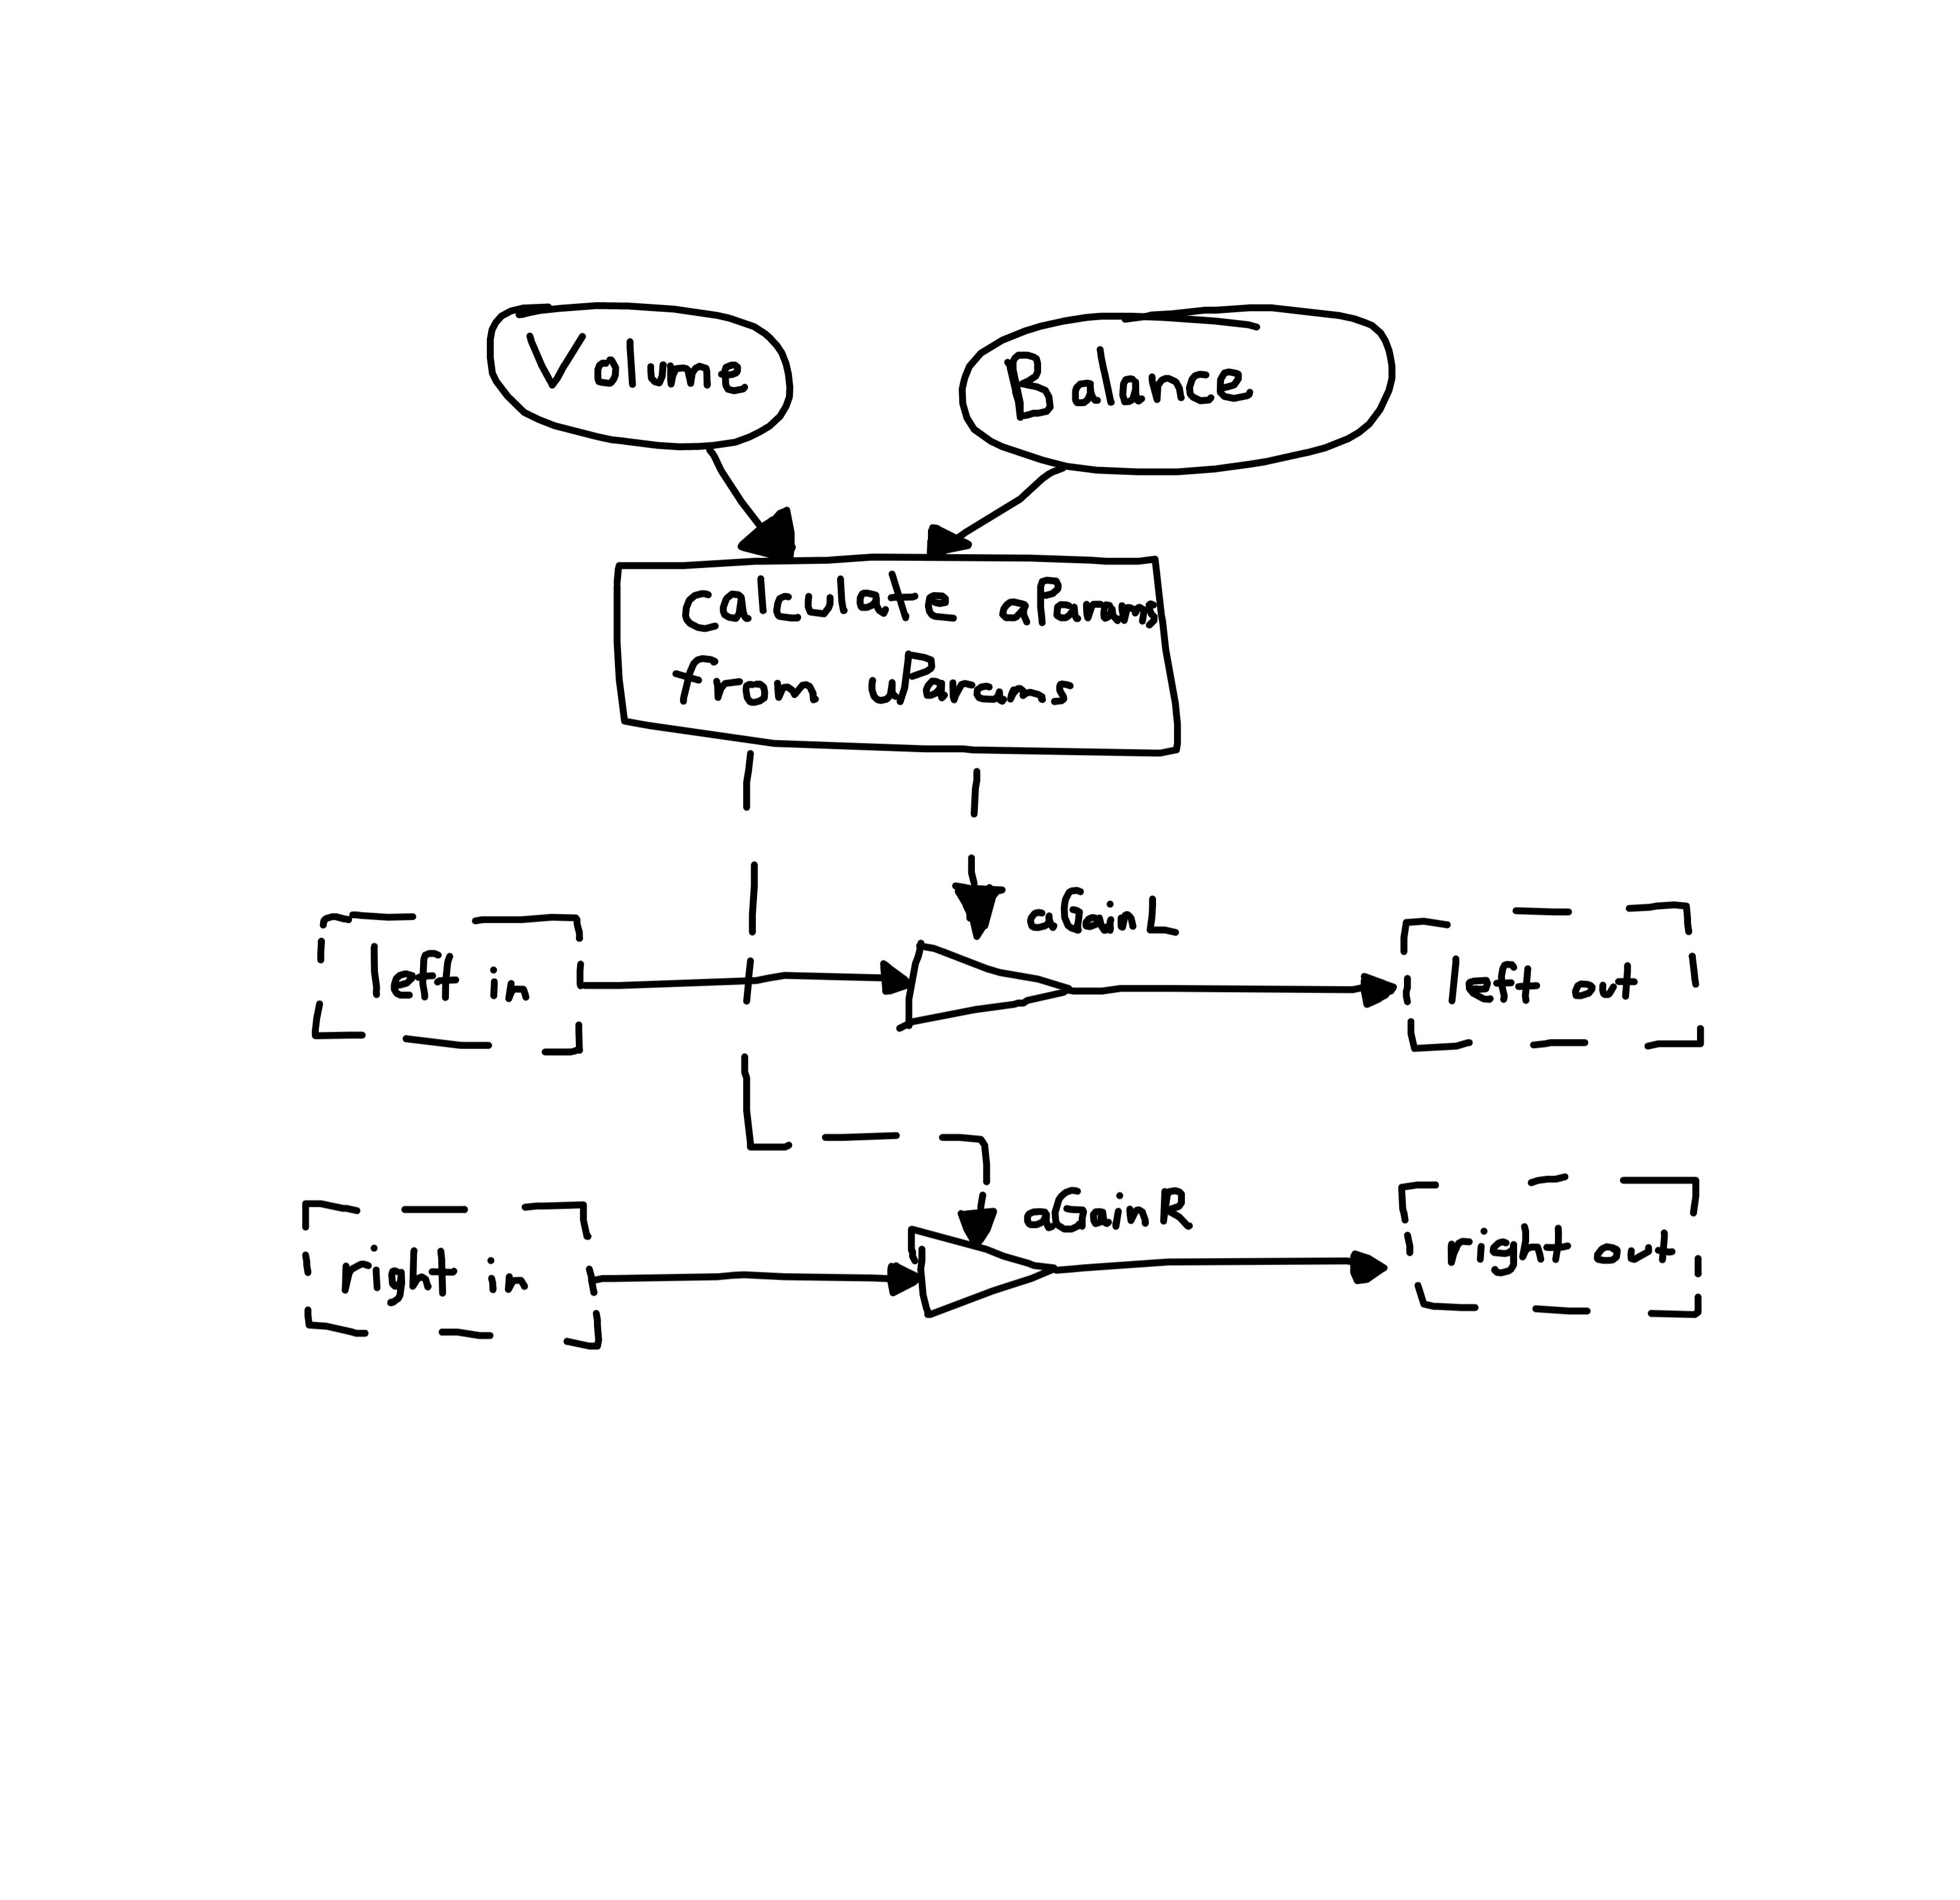 Volume
Balance
Calculate aParams
from uParams
aGainL
left in
left out
aGainR
right in
right out